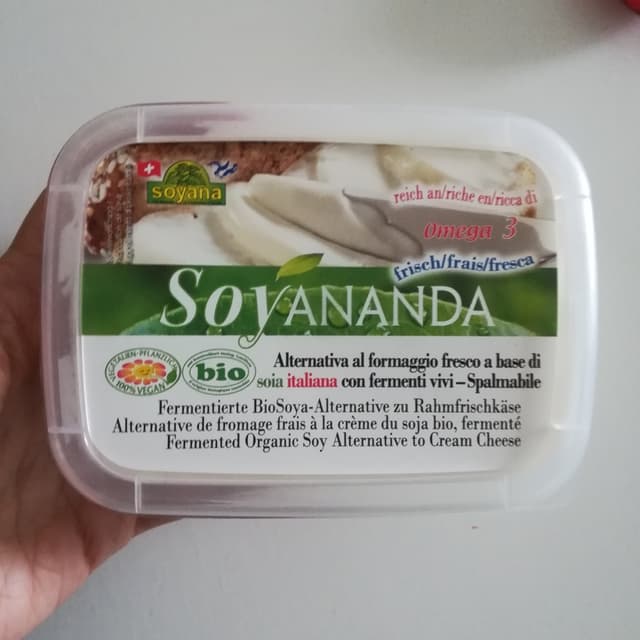 soyana
reich an/riche en/ricca di
Omega 3
frisch/frais/fresca
SOYANANDA
VEGETALIEN-PFLANZLICH
100% VEGAN
bio
Alternativa al formaggio fresco a base di
soia italiana con fermenti vivi – Spalmabile
Fermentierte BioSoya-Alternative zu Rahmfrischkäse
Alternative de fromage frais à la crème du soja bio, fermenté
Fermented Organic Soy Alternative to Cream Cheese